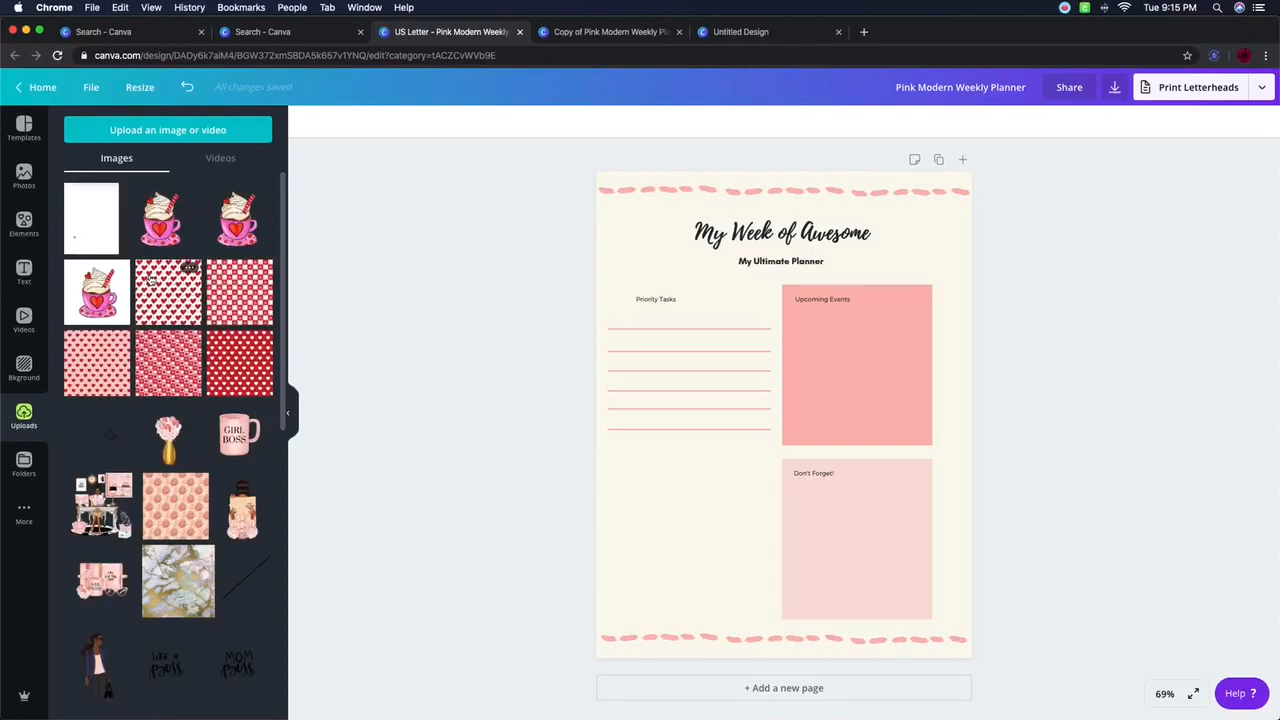 Chrome File Edit View History Bookmarks People Tab Window Help
Tue 9:15 PM
Search - Canva
Search - Canva
US Letter - Pink Modern Weekly
Copy of Pink Modern Weekly Pl
Untitled Design
canva.com/design/DADy6k7aiM4/BGW372xmSBDA5k657v1YNQ/edit?category=tACZCvWVb9E
Home File Resize All changes saved
Pink Modern Weekly Planner Share Print Letterheads
Templates
Photos
Elements
Text
Videos
Bkground
Uploads
Folders
More
Upload an image or video
Images Videos
GIRL
BOSS
LIKE A
Boss
MOM
Boss
My Week of Awesome
My Ultimate Planner
Priority Tasks
Upcoming Events
Don't Forget!
+ Add a new page
69%
Help ?